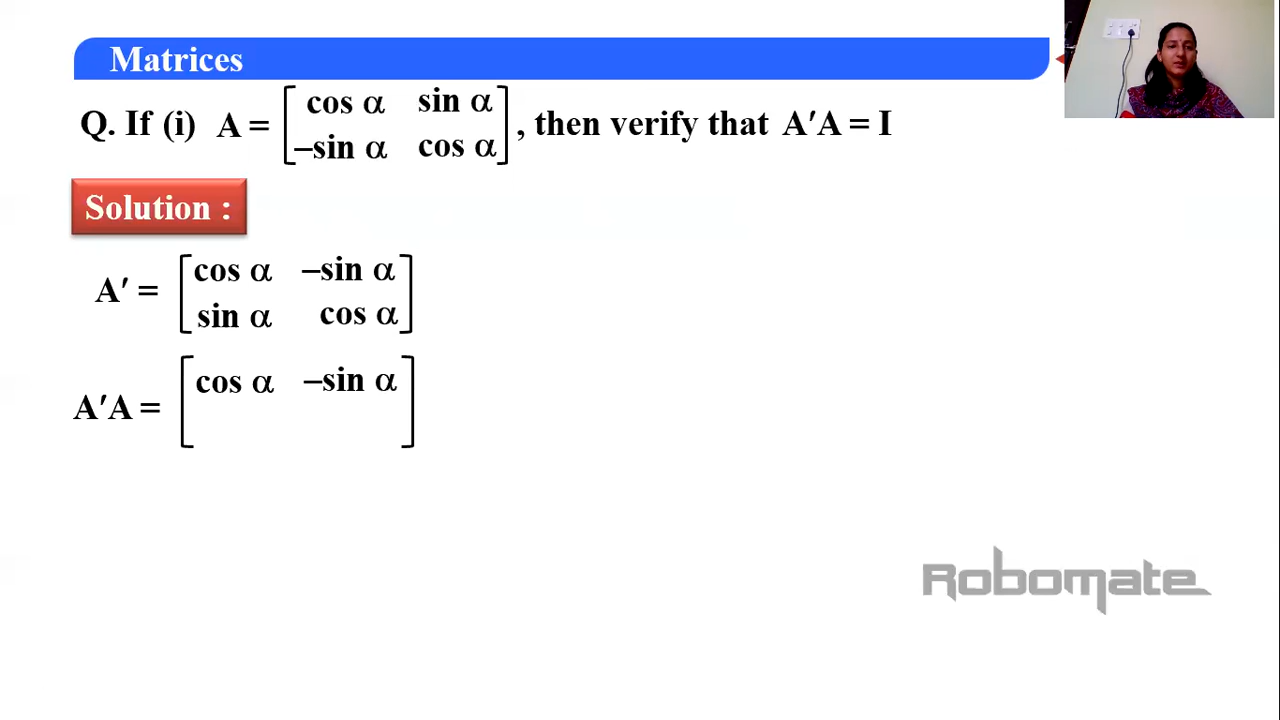 Matrices
Q. If (i) A = [cos α sin α
–sin α cos α], then verify that A′A = I
Solution :
A′ = [cos α –sin α
sin α cos α]
A′A = [cos α –sin α]
Robomate